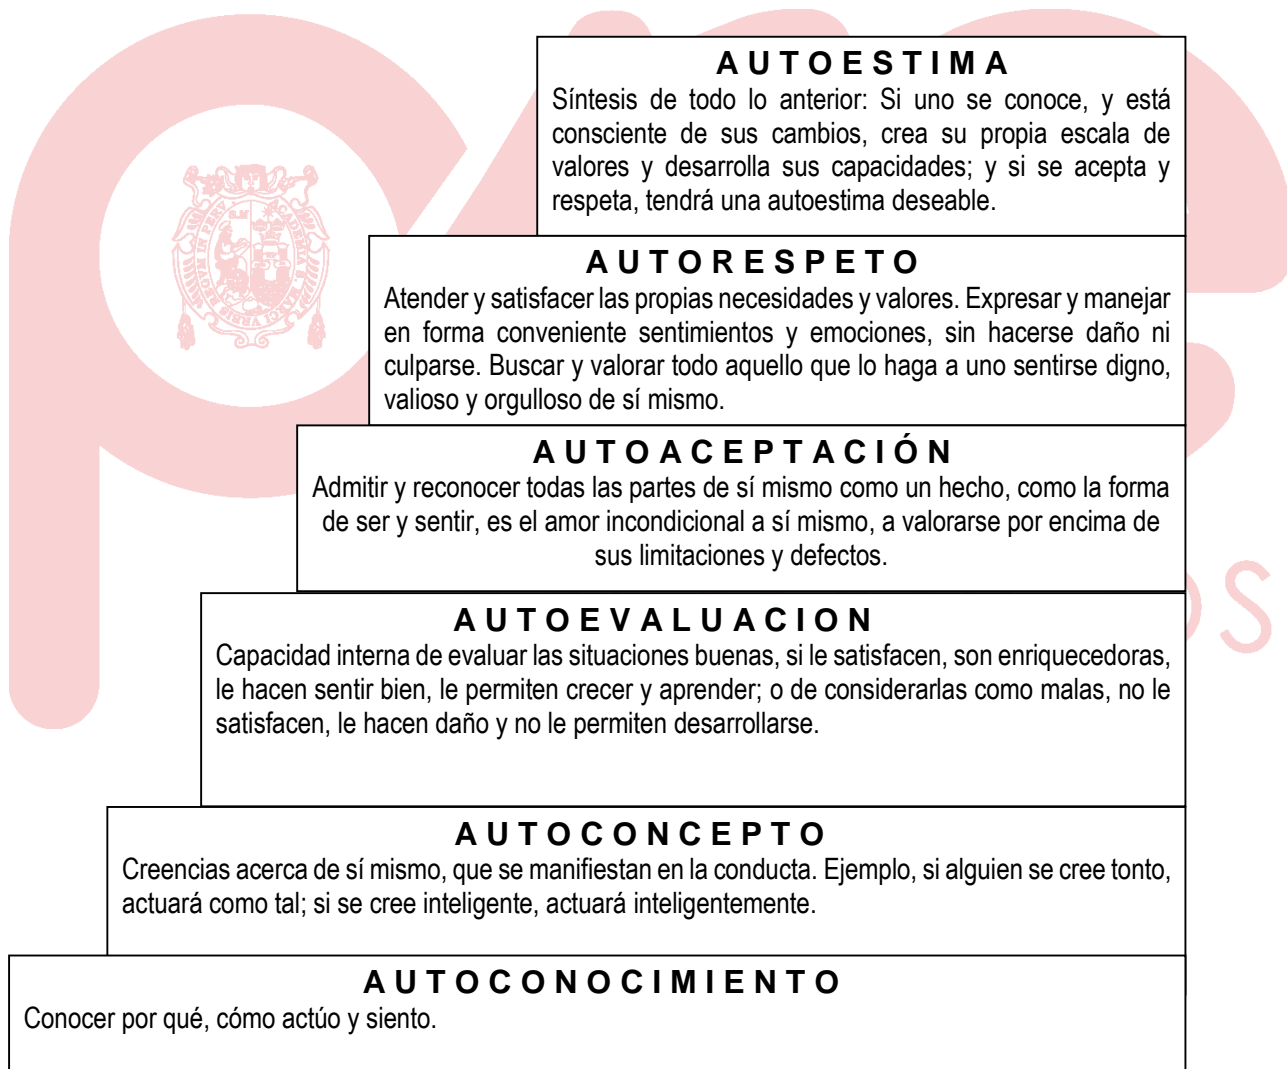 AUTOESTIMA
Síntesis de todo lo anterior: Si uno se conoce, y está
consciente de sus cambios, crea su propia escala de
valores y desarrolla sus capacidades; y si se acepta y
respeta, tendrá una autoestima deseable.
AUTORESPETO
Atender y satisfacer las propias necesidades y valores. Expresar y manejar
en forma conveniente sentimientos y emociones, sin hacerse daño ni
culparse. Buscar y valorar todo aquello que lo haga a uno sentirse digno,
valioso y orgulloso de sí mismo.
AUTOACEPTACIÓN
Admitir y reconocer todas las partes de sí mismo como un hecho, como la forma
de ser y sentir, es el amor incondicional a sí mismo, a valorarse por encima de
sus limitaciones y defectos.
AUTOEVALUACION
Capacidad interna de evaluar las situaciones buenas, si le satisfacen, son enriquecedoras,
le hacen sentir bien, le permiten crecer y aprender; o de considerarlas como malas, no le
satisfacen, le hacen daño y no le permiten desarrollarse.
AUTOCONCEPTO
Creencias acerca de sí mismo, que se manifiestan en la conducta. Ejemplo, si alguien se cree tonto,
actuará como tal; si se cree inteligente, actuará inteligentemente.
AUTOCONOCIMIENTO
Conocer por qué, cómo actúo y siento.